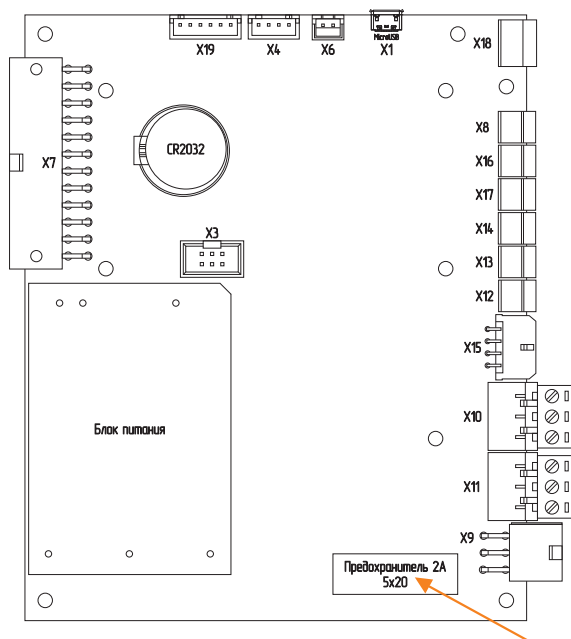 X19
X4
X6
X1
MicroUSB
X18
X7
CR2032
X8
X16
X17
X14
X13
X12
X3
X15
X10
Блок питания
X11
X9
Предохранитель 2А
5x20